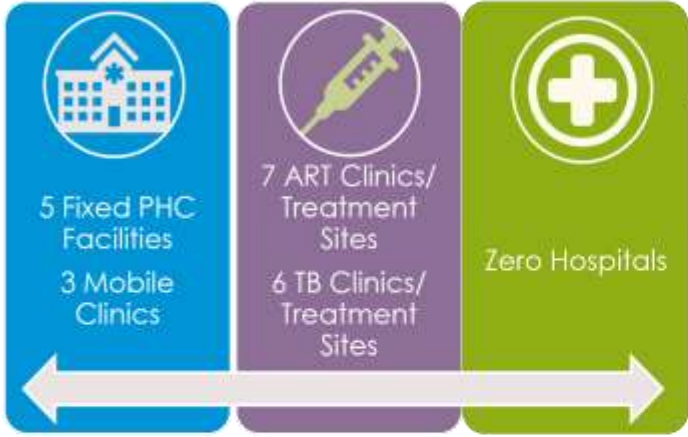 5 Fixed PHC
Facilities
3 Mobile
Clinics
7 ART Clinics/
Treatment
Sites
6 TB Clinics/
Treatment
Sites
Zero Hospitals